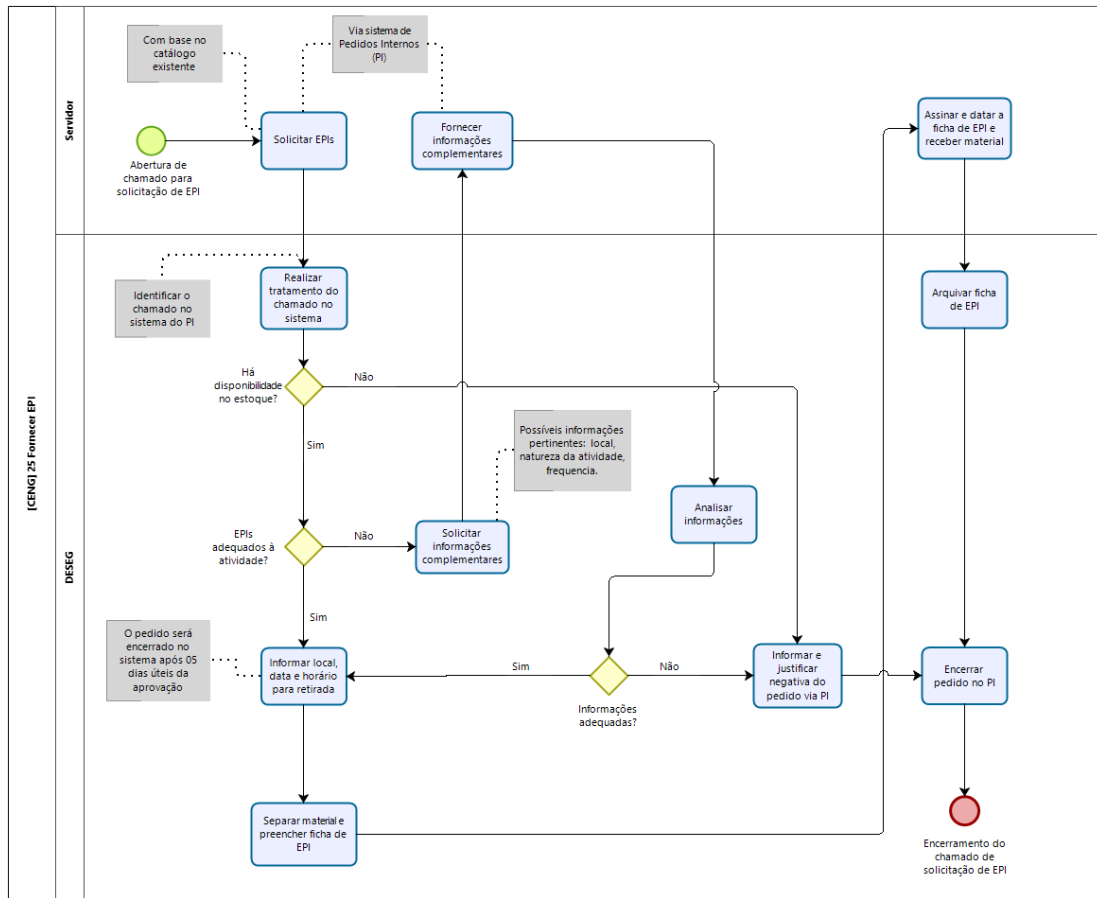 [CENG] 25 Fornecer EPI
Servidor
Com base no
catálogo
existente
Via sistema de
Pedidos Internos
(PI)
Abertura de
chamado para
solicitação de EPI
Solicitar EPIs
Fornecer
informações
complementares
Assinar e datar a
ficha de EPI e
receber material
DESEG
Identificar o
chamado no
sistema do PI
Realizar
tratamento do
chamado no
sistema
Arquivar ficha
de EPI
Há
disponibilidade
no estoque?
Não
Sim
Possíveis informações
pertinentes: local,
natureza da atividade,
frequencia.
EPIs
adequados à
atividade?
Não
Solicitar
informações
complementares
Analisar
informações
Sim
O pedido será
encerrado no
sistema após 05
dias úteis da
aprovação
Informar local,
data e horário
para retirada
Sim
Informações
adequadas?
Não
Informar e
justificar
negativa do
pedido via PI
Encerrar
pedido no PI
Separar material e
preencher ficha de
EPI
Encerramento do
chamado de
solicitação de EPI